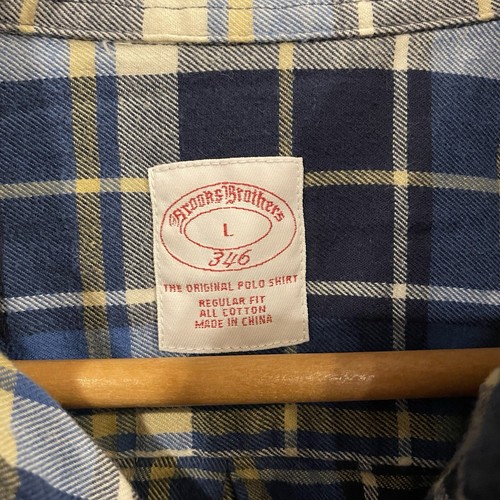 Brooks Brothers
L
346
THE ORIGINAL POLO SHIRT
REGULAR FIT
ALL COTTON
MADE IN CHINA